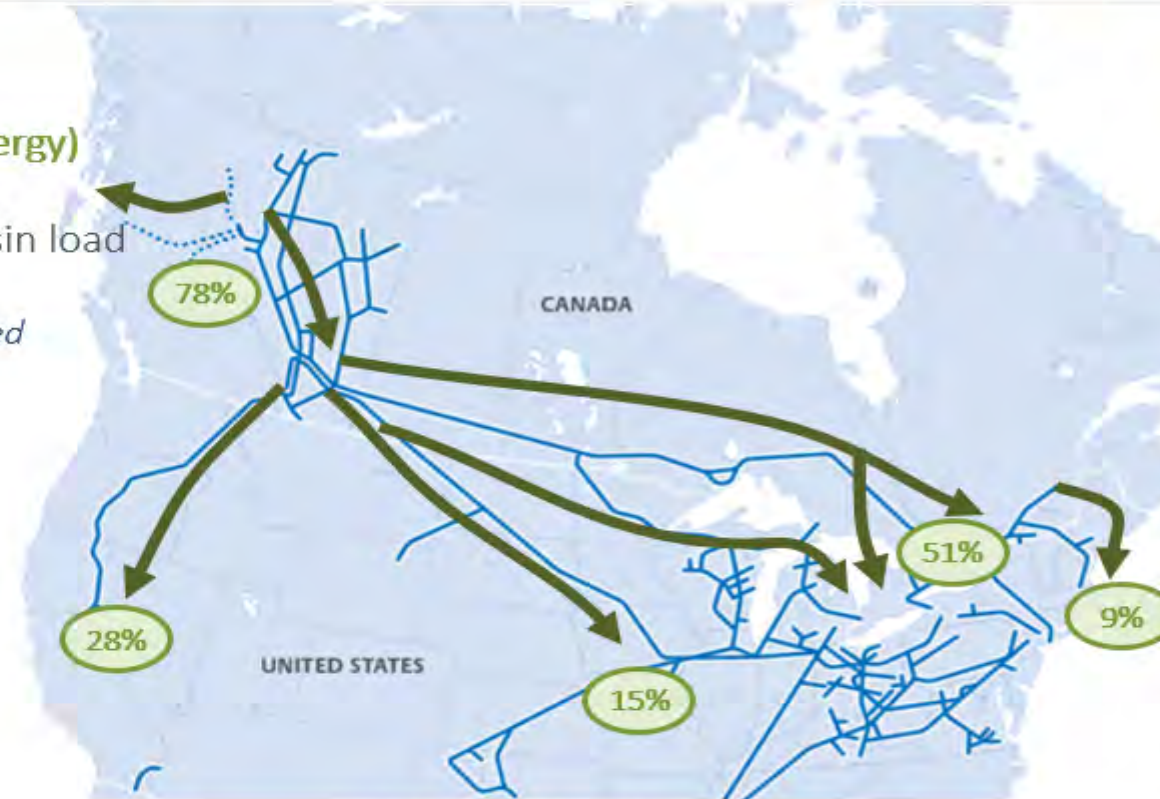 ergy)
sin load
ed
78%
CANADA
51%
9%
28%
UNITED STATES
15%